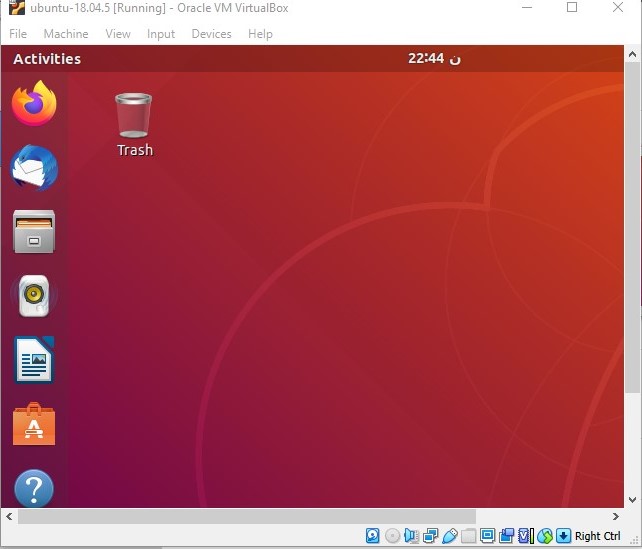 ubuntu-18.04.5 [Running] - Oracle VM VirtualBox
File Machine View Input Devices Help
Activities
ن 22:44
Trash
Right Ctrl